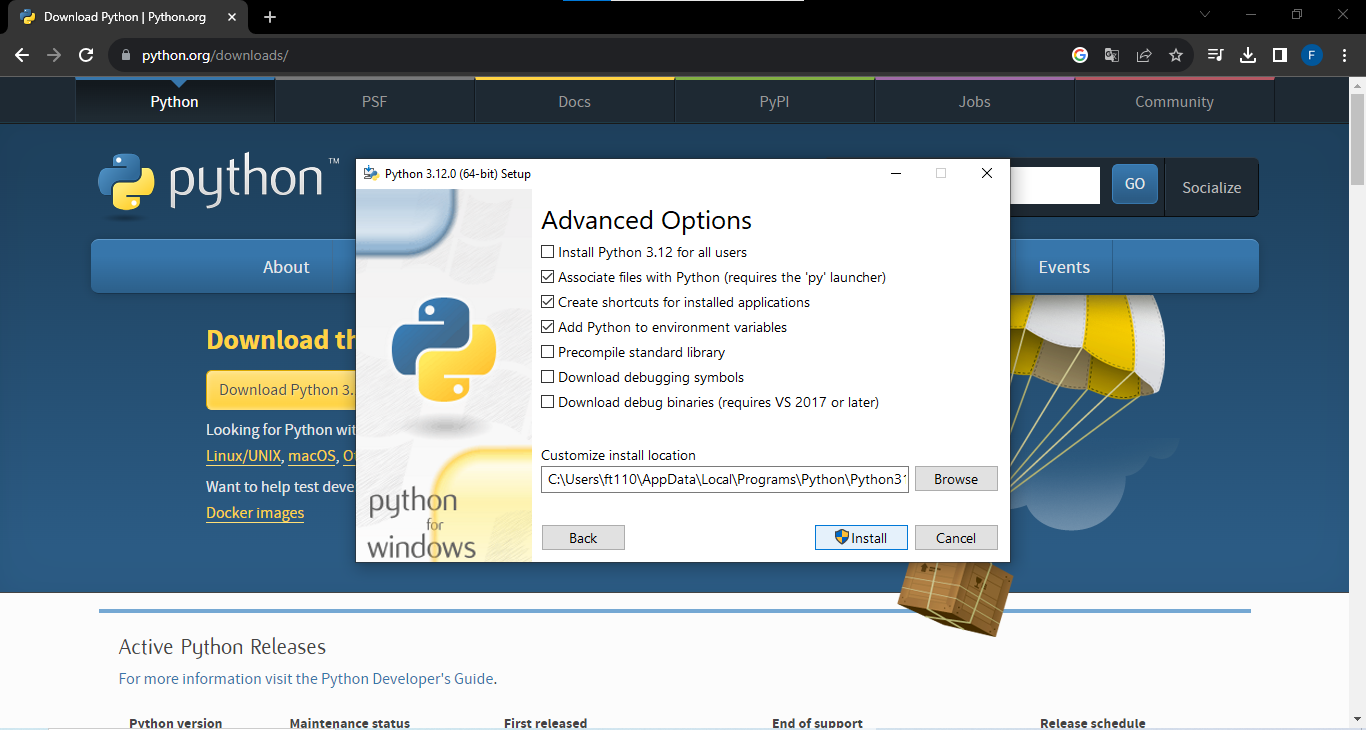 Download Python | Python.org
python.org/downloads/
F
Python PSF Docs PyPI Jobs Community
python™
GO
Socialize
About
Events
Download th
Download Python 3.
Looking for Python wit
Linux/UNIX, macOS, O
Want to help test deve
Docker images
Python 3.12.0 (64-bit) Setup
Advanced Options
Install Python 3.12 for all users
Associate files with Python (requires the 'py' launcher)
Create shortcuts for installed applications
Add Python to environment variables
Precompile standard library
Download debugging symbols
Download debug binaries (requires VS 2017 or later)
Customize install location
C:\Users\ft110\AppData\Local\Programs\Python\Python31
Browse
Back
Install
Cancel
python
for
windows
Active Python Releases
For more information visit the Python Developer's Guide.
Python version Maintenance status First released End of support Release schedule